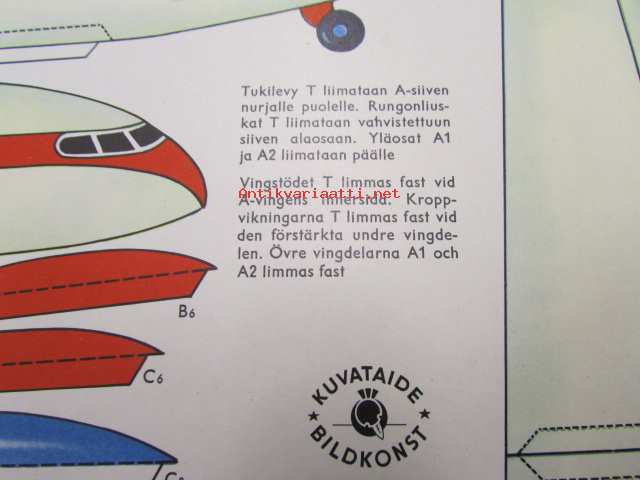 Tukilevy T liimataan A-siiven
nurjalle puolelle. Rungonlius-
kat T liimataan vahvistettuun
siiven alaosaan. Yläosat A1
ja A2 liimataan päälle
Vingstödet T limmas fast vid
Antikvariaatti.net
A-vingens innersida. Kropp-
vikningarna T limmas fast vid
den förstärkta undre vingde-
len. Övre vingdelarna A1 och
A2 limmas fast
B6
C6
KUVATAIDE
BILDKONST